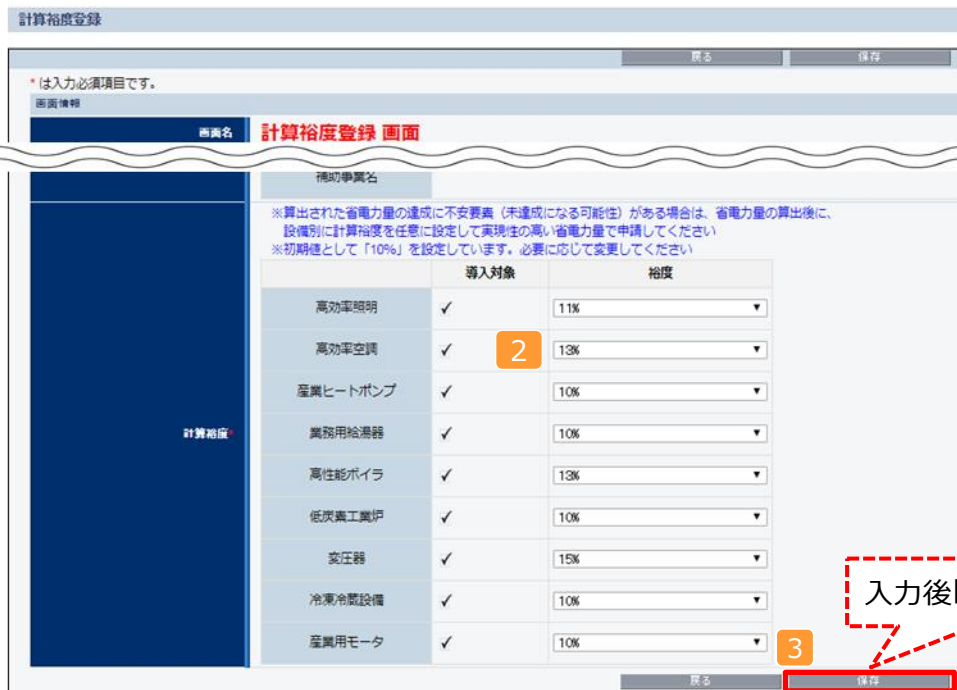 計算裕度登録
戻る 保存
* は入力必須項目です。
画面情報
画面名 計算裕度登録 画面
補助事業名
※算出された省電力量の達成に不安要素（未達成になる可能性）がある場合は、省電力量の算出後に、
設備別に計算裕度を任意に設定して実現性の高い省電力量で申請してください
※初期値として「10%」を設定しています。必要に応じて変更してください
導入対象 裕度
高効率照明 ✓ 11%
高効率空調 ✓ 2 13%
産業ヒートポンプ ✓ 10%
計算裕度* 業務用給湯器 ✓ 10%
高性能ボイラ ✓ 13%
低炭素工業炉 ✓ 10%
変圧器 ✓ 15%
冷凍冷蔵設備 ✓ 10%
入力後
産業用モータ ✓ 10%
3
戻る 保存